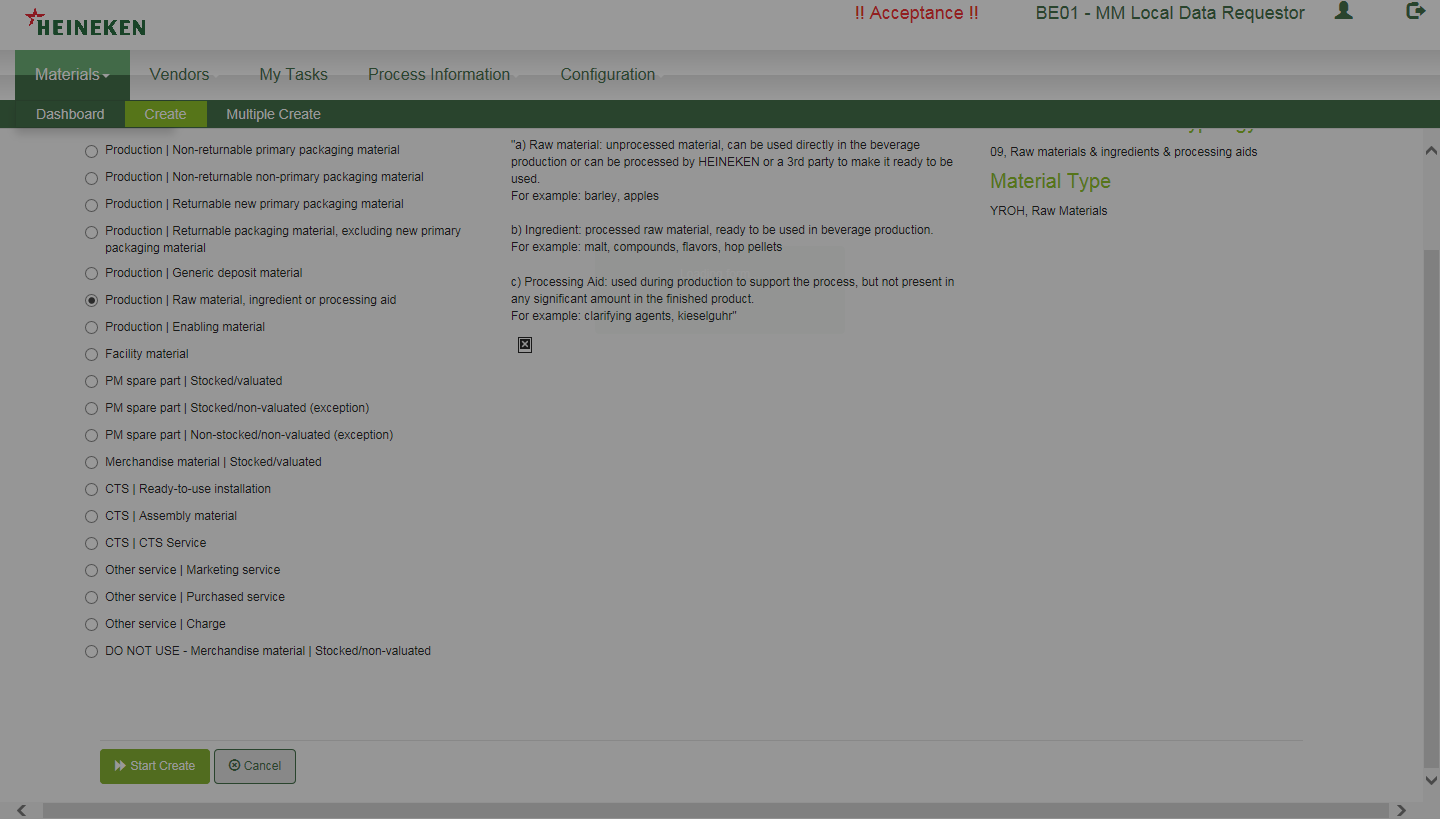 HEINEKEN
!! Acceptance !!
BE01 - MM Local Data Requestor
Materials
Vendors
My Tasks
Process Information
Configuration
Dashboard
Create
Multiple Create
Production | Non-returnable primary packaging material
Production | Non-returnable non-primary packaging material
Production | Returnable new primary packaging material
Production | Returnable packaging material, excluding new primary
packaging material
Production | Generic deposit material
Production | Raw material, ingredient or processing aid
Production | Enabling material
Facility material
PM spare part | Stocked/valuated
PM spare part | Stocked/non-valuated (exception)
PM spare part | Non-stocked/non-valuated (exception)
Merchandise material | Stocked/valuated
CTS | Ready-to-use installation
CTS | Assembly material
CTS | CTS Service
Other service | Marketing service
Other service | Purchased service
Other service | Charge
DO NOT USE - Merchandise material | Stocked/non-valuated
"a) Raw material: unprocessed material, can be used directly in the beverage
production or can be processed by HEINEKEN or a 3rd party to make it ready to be
used.
For example: barley, apples
b) Ingredient: processed raw material, ready to be used in beverage production.
For example: malt, compounds, flavors, hop pellets
c) Processing Aid: used during production to support the process, but not present in
any significant amount in the finished product.
For example: clarifying agents, kieselguhr"
09, Raw materials & ingredients & processing aids
Material Type
YROH, Raw Materials
Start Create
Cancel